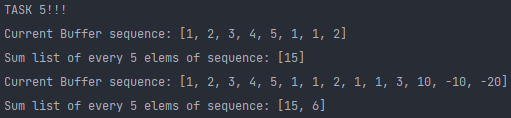 TASK 5!!!
Current Buffer sequence: [1, 2, 3, 4, 5, 1, 1, 2]
Sum list of every 5 elems of sequence: [15]
Current Buffer sequence: [1, 2, 3, 4, 5, 1, 1, 2, 1, 1, 3, 10, -10, -20]
Sum list of every 5 elems of sequence: [15, 6]